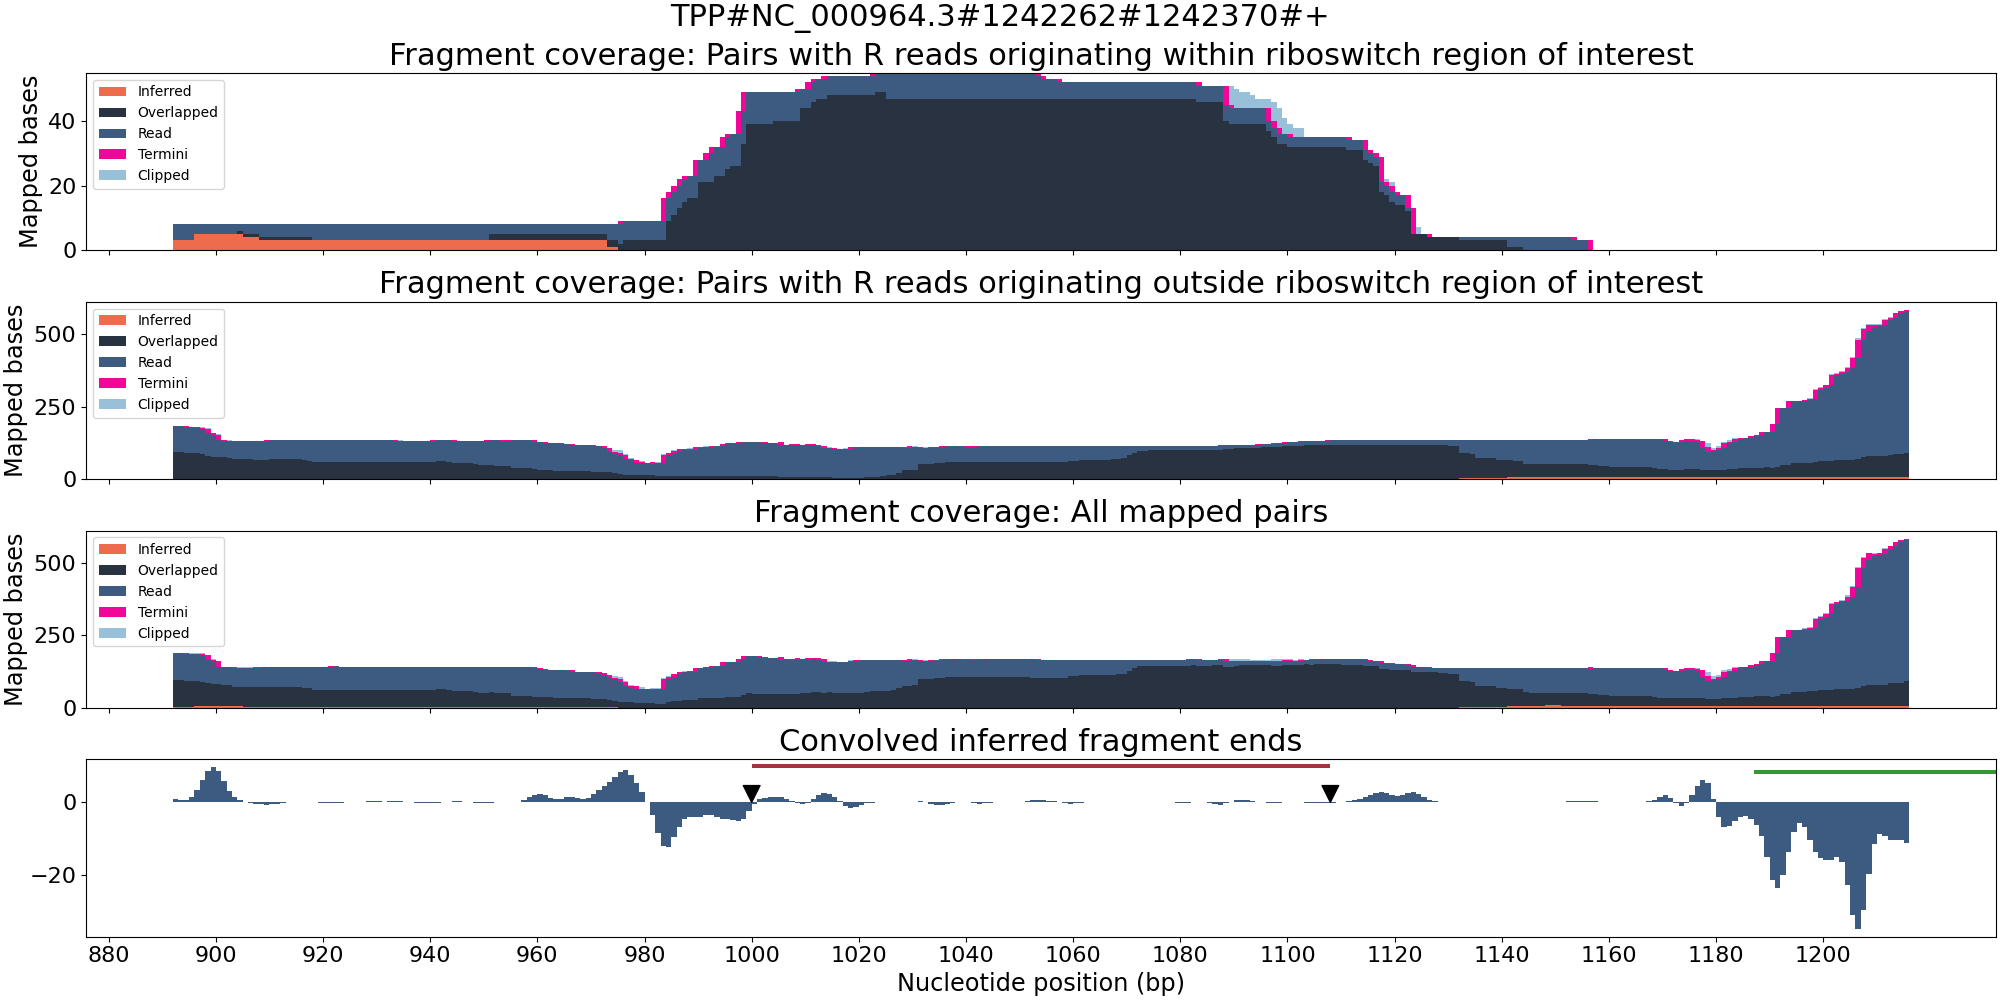 TPP#NC_000964.3#1242262#1242370#+
Fragment coverage: Pairs with R reads originating within riboswitch region of interest
Mapped bases
40
20
0
Inferred
Overlapped
Read
Termini
Clipped
Fragment coverage: Pairs with R reads originating outside riboswitch region of interest
Mapped bases
500
250
0
Inferred
Overlapped
Read
Termini
Clipped
Fragment coverage: All mapped pairs
Mapped bases
500
250
0
Inferred
Overlapped
Read
Termini
Clipped
Convolved inferred fragment ends
0
−20
880 900 920 940 960 980 1000 1020 1040 1060 1080 1100 1120 1140 1160 1180 1200
Nucleotide position (bp)